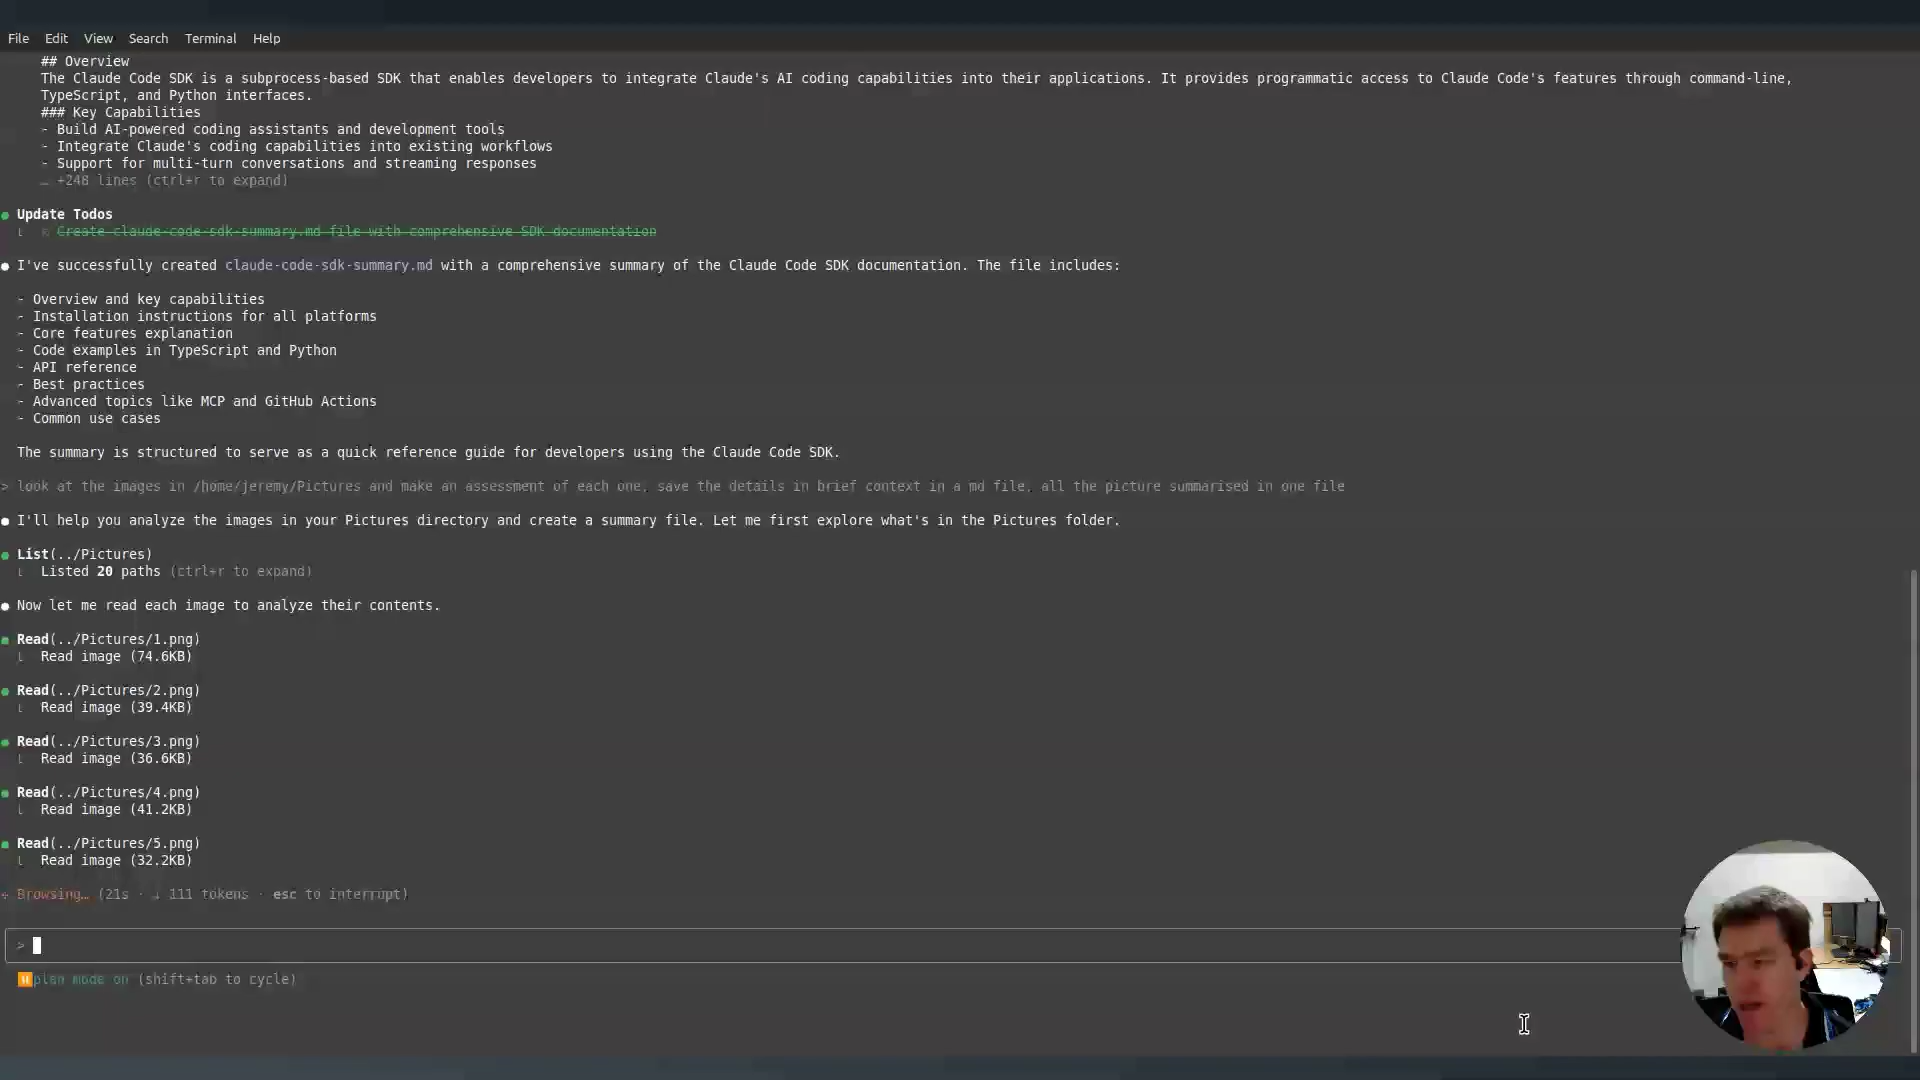 File Edit View Search Terminal Help
## Overview
The Claude Code SDK is a subprocess-based SDK that enables developers to integrate Claude's AI coding capabilities into their applications. It provides programmatic access to Claude Code's features through command-line,
TypeScript, and Python interfaces.
### Key Capabilities
- Build AI-powered coding assistants and development tools
- Integrate Claude's coding capabilities into existing workflows
- Support for multi-turn conversations and streaming responses
… +248 lines (ctrl+r to expand)
● Update Todos
Create claude-code-sdk-summary.md file with comprehensive SDK documentation
● I've successfully created claude-code-sdk-summary.md with a comprehensive summary of the Claude Code SDK documentation. The file includes:
- Overview and key capabilities
- Installation instructions for all platforms
- Core features explanation
- Code examples in TypeScript and Python
- API reference
- Best practices
- Advanced topics like MCP and GitHub Actions
- Common use cases
The summary is structured to serve as a quick reference guide for developers using the Claude Code SDK.
> look at the images in /home/jeremy/Pictures and make an assessment of each one, save the details in brief context in a md file, all the picture summarised in one file
● I'll help you analyze the images in your Pictures directory and create a summary file. Let me first explore what's in the Pictures folder.
● List(../Pictures)
⎿ Listed 20 paths (ctrl+r to expand)
● Now let me read each image to analyze their contents.
● Read(../Pictures/1.png)
⎿ Read image (74.6KB)
● Read(../Pictures/2.png)
⎿ Read image (39.4KB)
● Read(../Pictures/3.png)
⎿ Read image (36.6KB)
● Read(../Pictures/4.png)
⎿ Read image (41.2KB)
● Read(../Pictures/5.png)
⎿ Read image (32.2KB)
Browsing… (21s · ↓ 111 tokens · esc to interrupt)
>
⏸plan mode on (shift+tab to cycle)